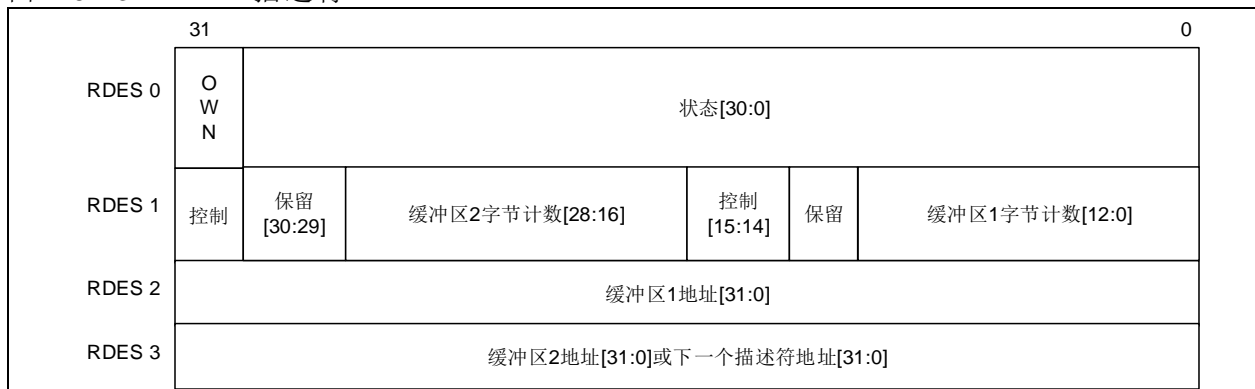 31 0
RDES 0
O
W
N
状态[30:0]
RDES 1
控制
保留
[30:29]
缓冲区2字节计数[28:16]
控制
[15:14]
保留
缓冲区1字节计数[12:0]
RDES 2
缓冲区1地址[31:0]
RDES 3
缓冲区2地址[31:0]或下一个描述符地址[31:0]